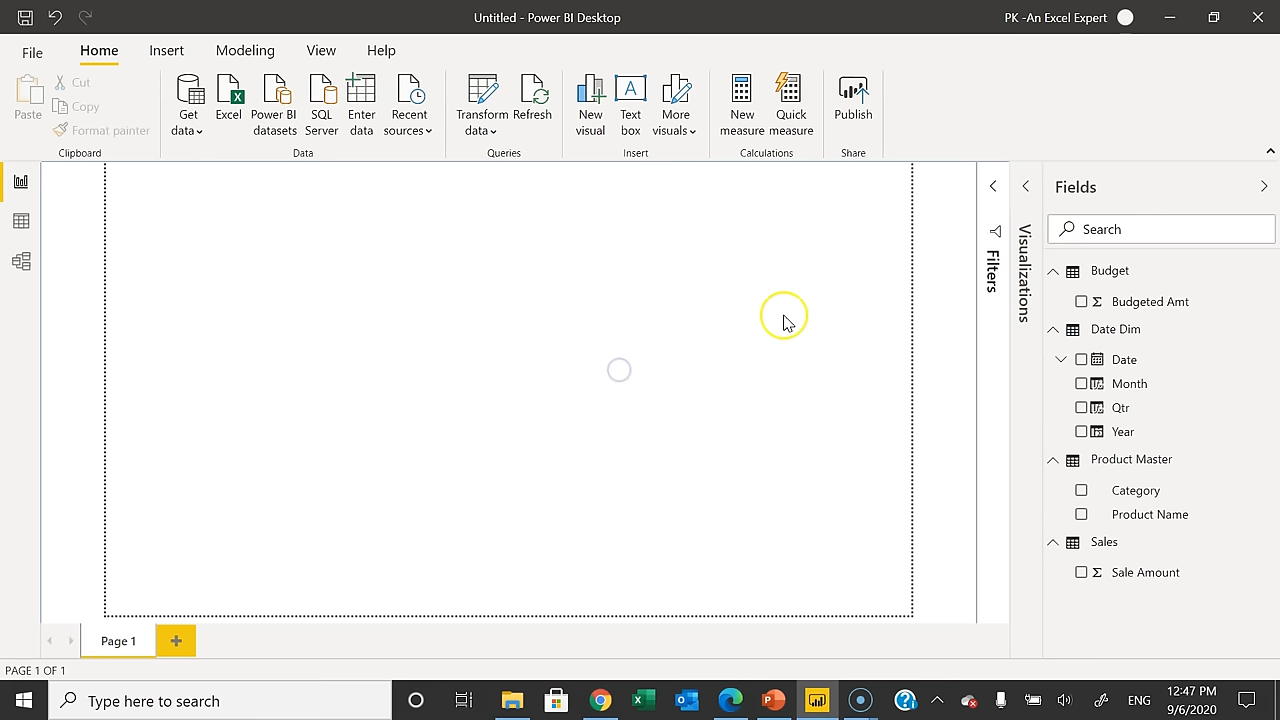 Untitled - Power BI Desktop
PK -An Excel Expert
File Home Insert Modeling View Help
Paste
Cut
Copy
Format painter
Clipboard
Get data
Excel
Power BI datasets
SQL Server
Enter data
Recent sources
Data
Transform data
Refresh
Queries
New visual
Text box
More visuals
Insert
New measure
Quick measure
Calculations
Publish
Share
Filters
Visualizations
Fields
Search
Budget
Budgeted Amt
Date Dim
Date
Month
Qtr
Year
Product Master
Category
Product Name
Sales
Sale Amount
Page 1
PAGE 1 OF 1
Type here to search
ENG
12:47 PM
9/6/2020